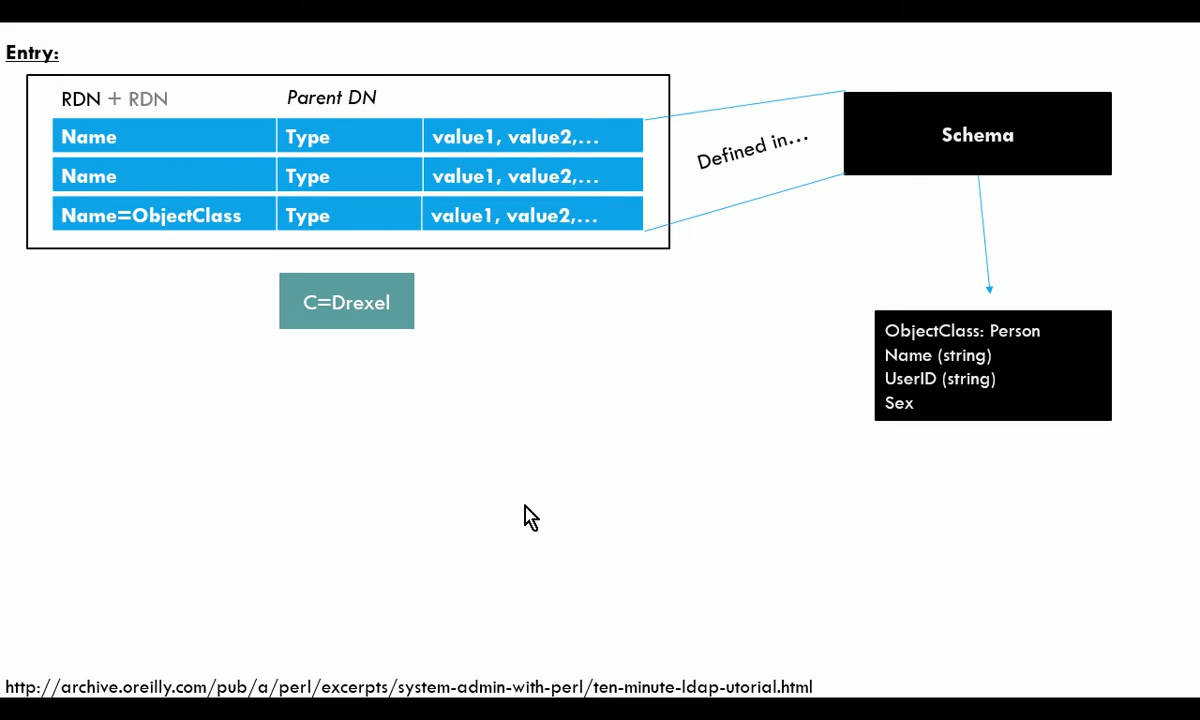 Entry:
RDN + RDN Parent DN
Name Type value1, value2,...
Name Type value1, value2,...
Name=ObjectClass Type value1, value2,...
Defined in...
Schema
C=Drexel
ObjectClass: Person
Name (string)
UserID (string)
Sex
http://archive.oreilly.com/pub/a/perl/excerpts/system-admin-with-perl/ten-minute-ldap-utorial.html